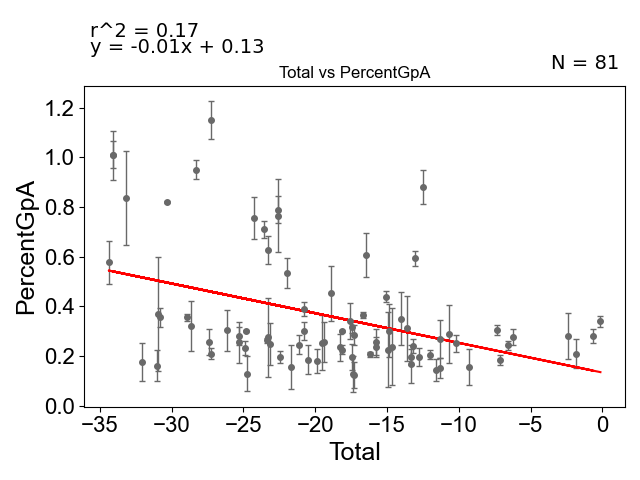 r^2 = 0.17
y = -0.01x + 0.13
N = 81
Total vs PercentGpA
PercentGpA
1.2
1.0
0.8
0.6
0.4
0.2
0.0
−35 −30 −25 −20 −15 −10 −5 0
Total